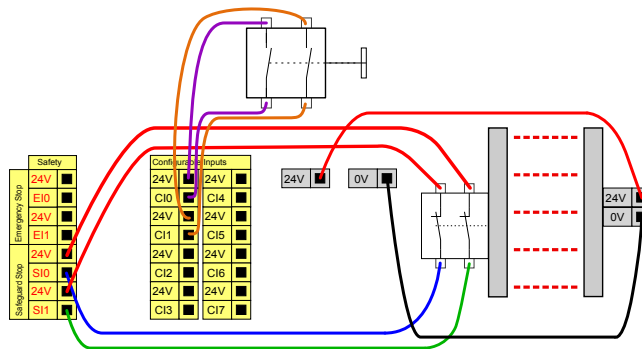 Safety
Emergency Stop
24V
EI0
24V
EI1
Safeguard Stop
24V
SI0
24V
SI1
Configurable Inputs
24V
CI0
24V
CI1
24V
CI2
24V
CI3
24V
CI4
24V
CI5
24V
CI6
24V
CI7
24V
0V
24V
0V